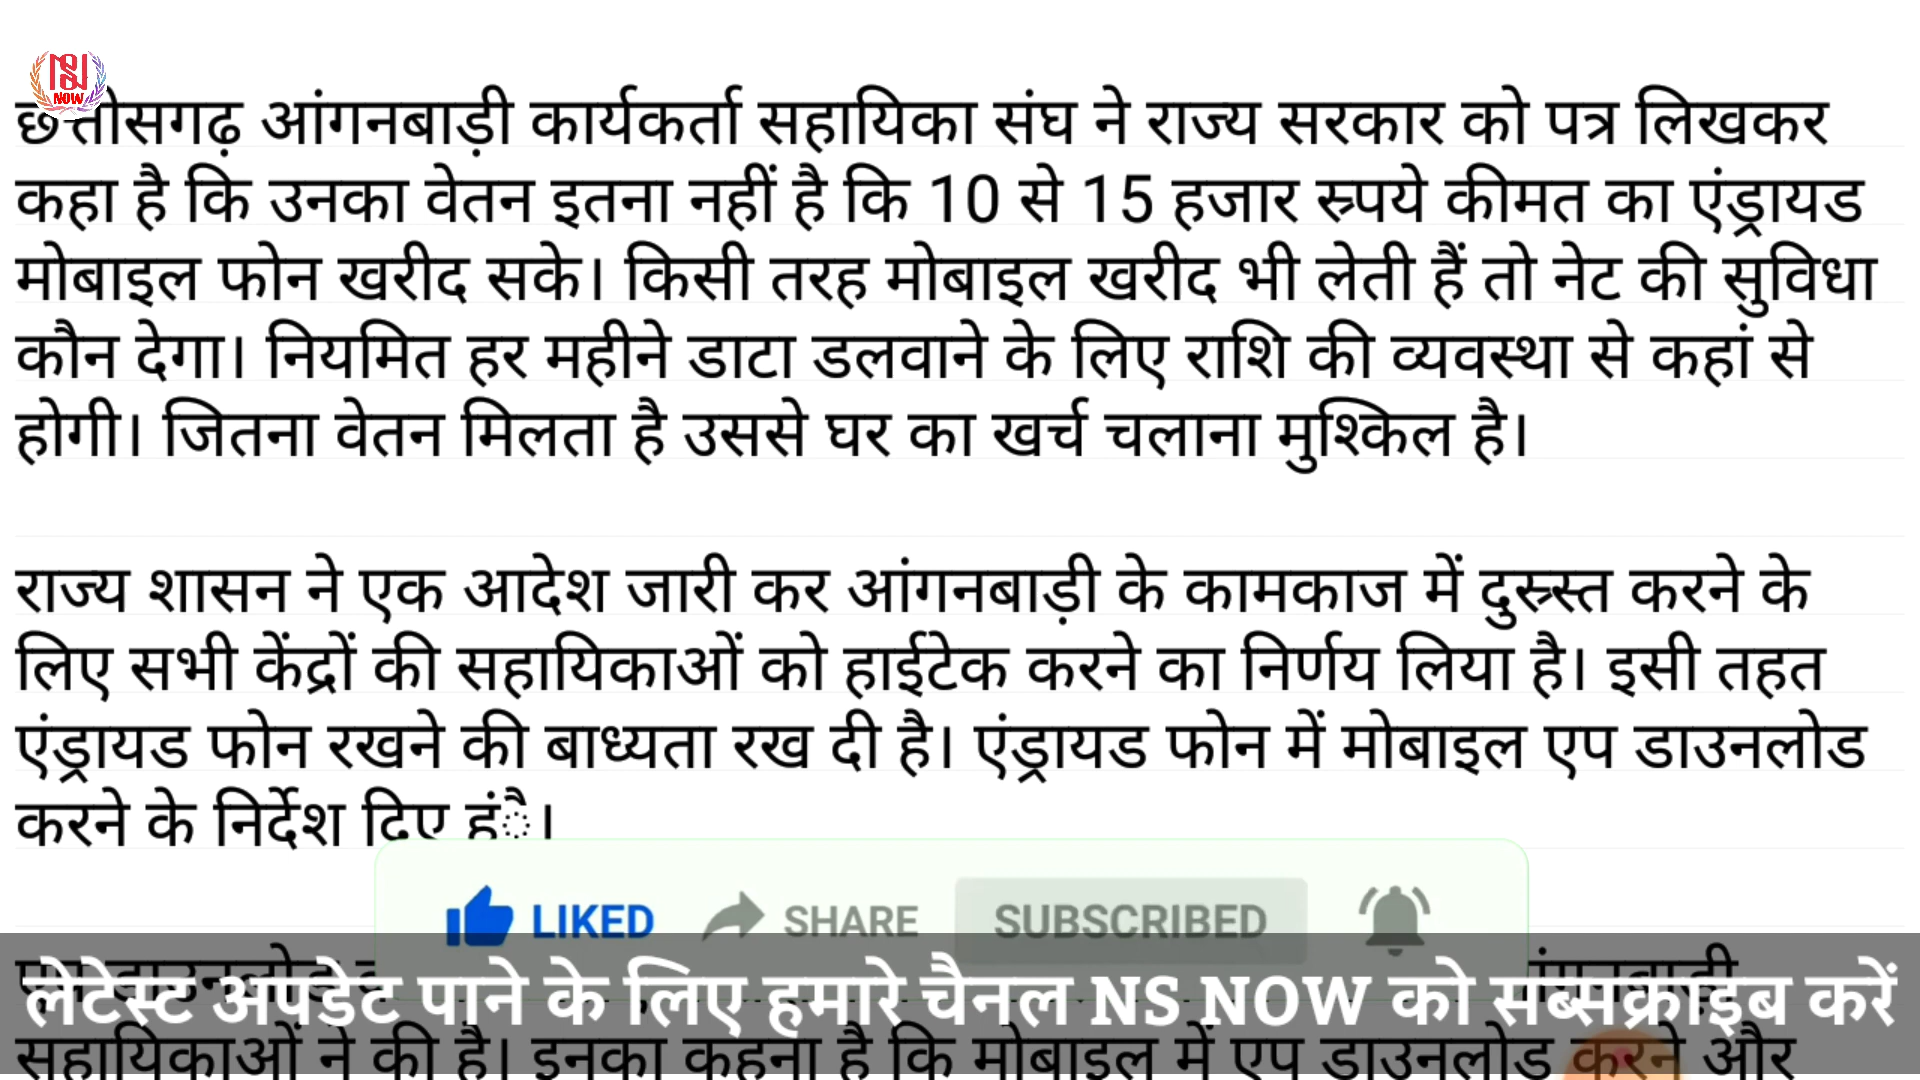 NSN
NOW
छत्तीसगढ़ आंगनबाड़ी कार्यकर्ता सहायिका संघ ने राज्य सरकार को पत्र लिखकर
कहा है कि उनका वेतन इतना नहीं है कि 10 से 15 हजार रुपये कीमत का एंड्रायड
मोबाइल फोन खरीद सके। किसी तरह मोबाइल खरीद भी लेती हैं तो नेट की सुविधा
कौन देगा। नियमित हर महीने डाटा डलवाने के लिए राशि की व्यवस्था से कहां से
होगी। जितना वेतन मिलता है उससे घर का खर्च चलाना मुश्किल है।
राज्य शासन ने एक आदेश जारी कर आंगनबाड़ी के कामकाज में दुरुस्त करने के
लिए सभी केंद्रों की सहायिकाओं को हाईटेक करने का निर्णय लिया है। इसी तहत
एंड्रायड फोन रखने की बाध्यता रख दी है। एंड्रायड फोन में मोबाइल एप डाउनलोड
करने के निर्देश दिए हंै।
LIKED SHARE SUBSCRIBED
लेटेस्ट अपडेट पाने के लिए हमारे चैनल NS NOW को सब्सक्राइब करें
सहायिकाओं ने की है। इनका कहना है कि मोबाइल में एप डाउनलोड करने और